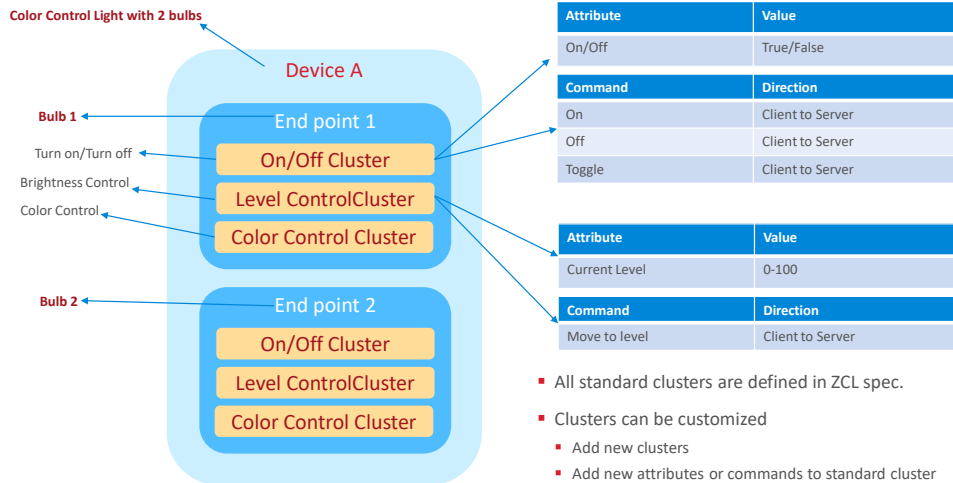 Color Control Light with 2 bulbs
Device A
Bulb 1
End point 1
Turn on/Turn off
On/Off Cluster
Brightness Control
Level ControlCluster
Color Control
Color Control Cluster
Bulb 2
End point 2
On/Off Cluster
Level ControlCluster
Color Control Cluster
Attribute Value
On/Off True/False
Command Direction
On Client to Server
Off Client to Server
Toggle Client to Server
Attribute Value
Current Level 0-100
Command Direction
Move to level Client to Server
▪ All standard clusters are defined in ZCL spec.
▪ Clusters can be customized
▪ Add new clusters
▪ Add new attributes or commands to standard cluster